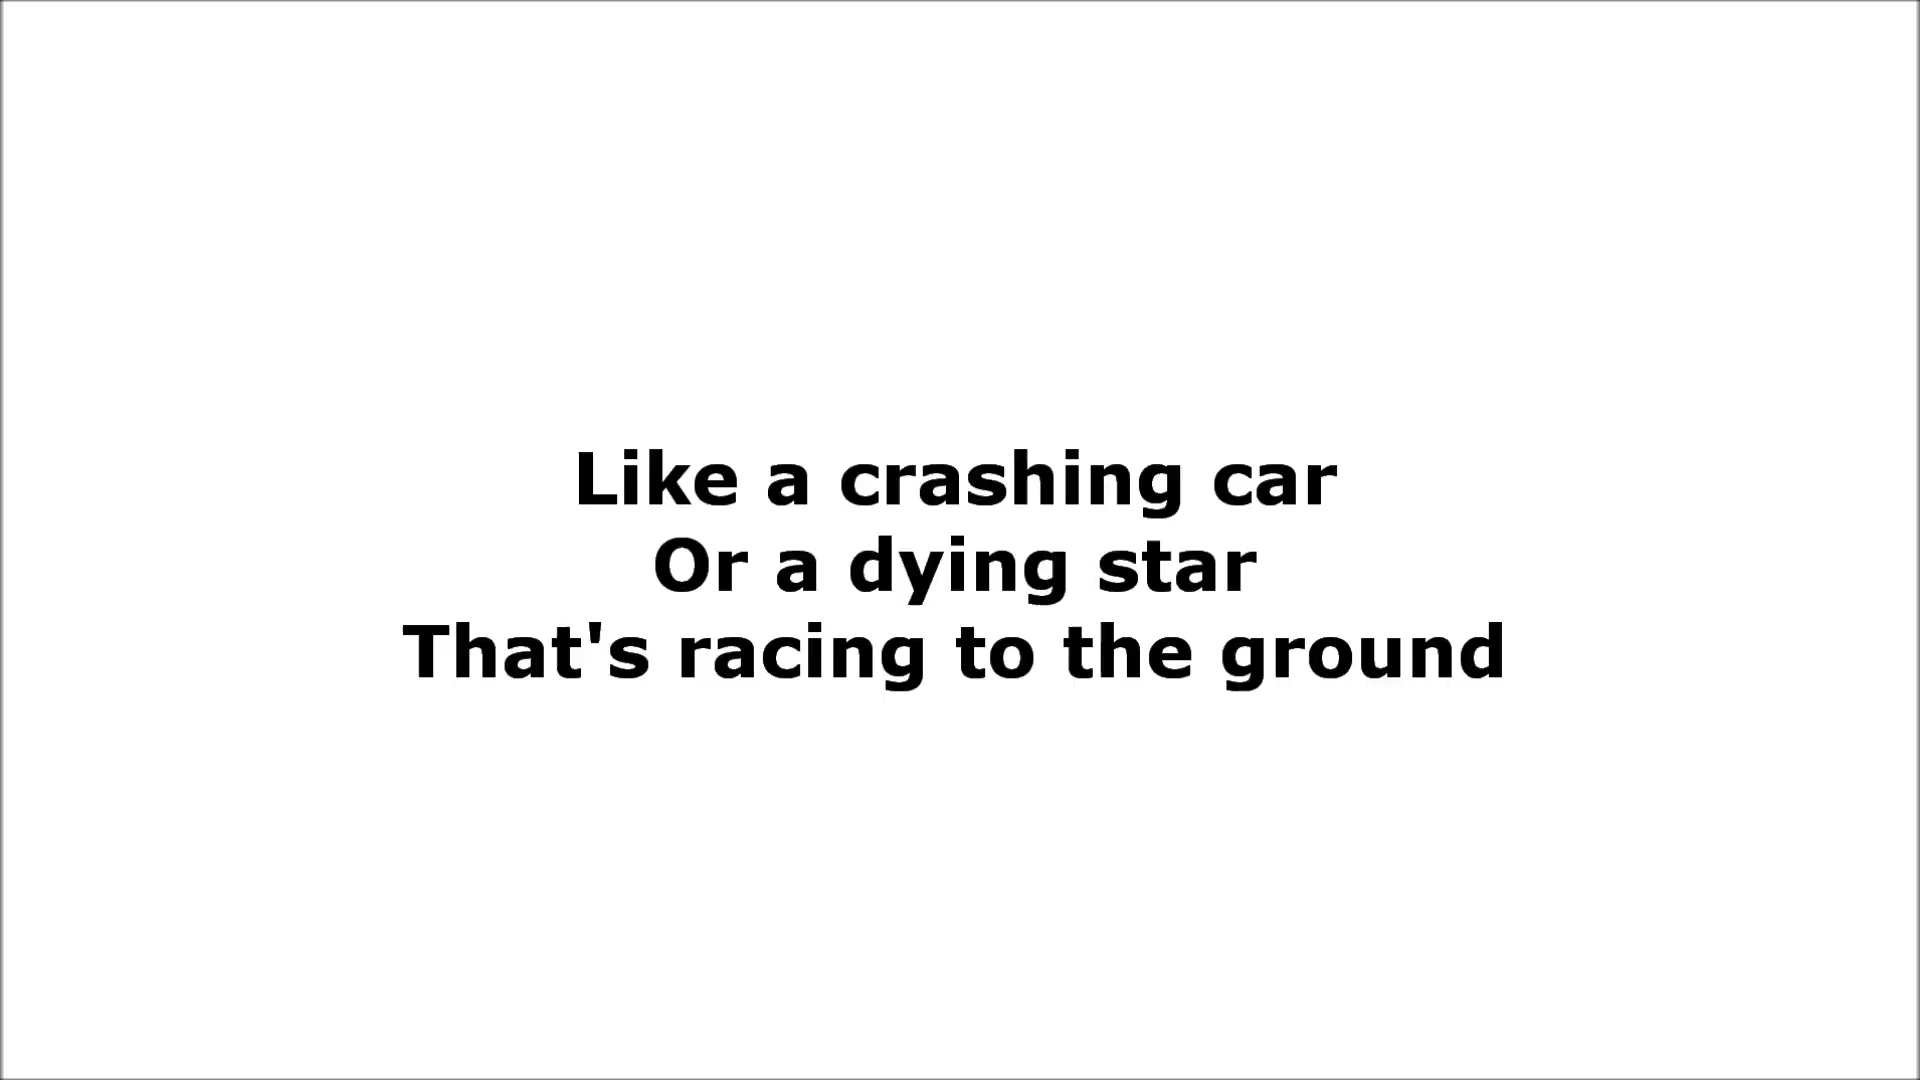 Like a crashing car
Or a dying star
That's racing to the ground